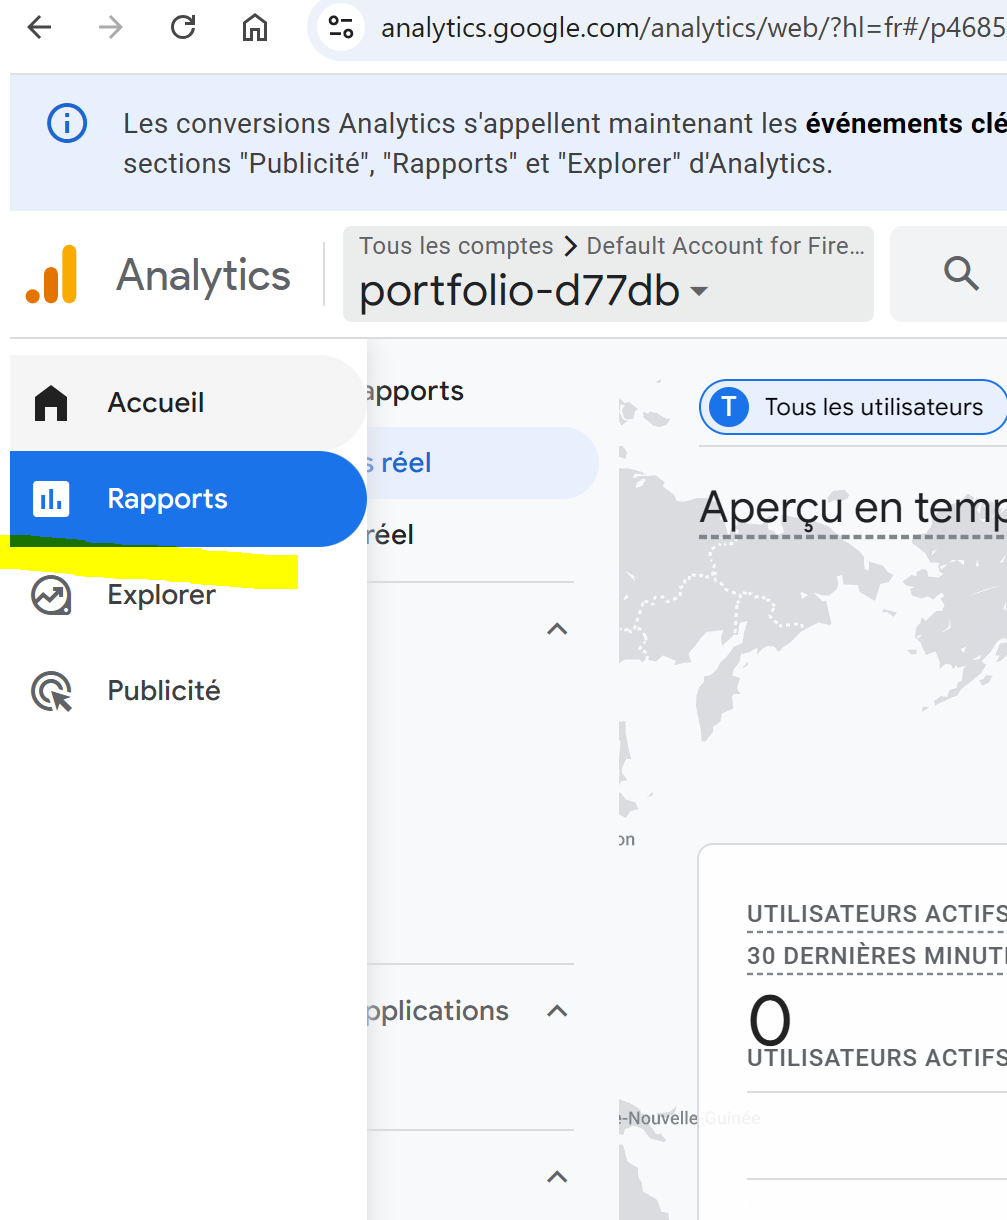 analytics.google.com/analytics/web/?hl=fr#/p4685
Les conversions Analytics s'appellent maintenant les événements clé
sections "Publicité", "Rapports" et "Explorer" d'Analytics.
Analytics
Tous les comptes > Default Account for Fire…
portfolio-d77db
Accueil
Rapports
Explorer
Publicité
apports
s réel
réel
pplications
T Tous les utilisateurs
Aperçu en temp
on
UTILISATEURS ACTIFS
30 DERNIÈRES MINUT
0
UTILISATEURS ACTIFS
e-Nouvelle-Guinée